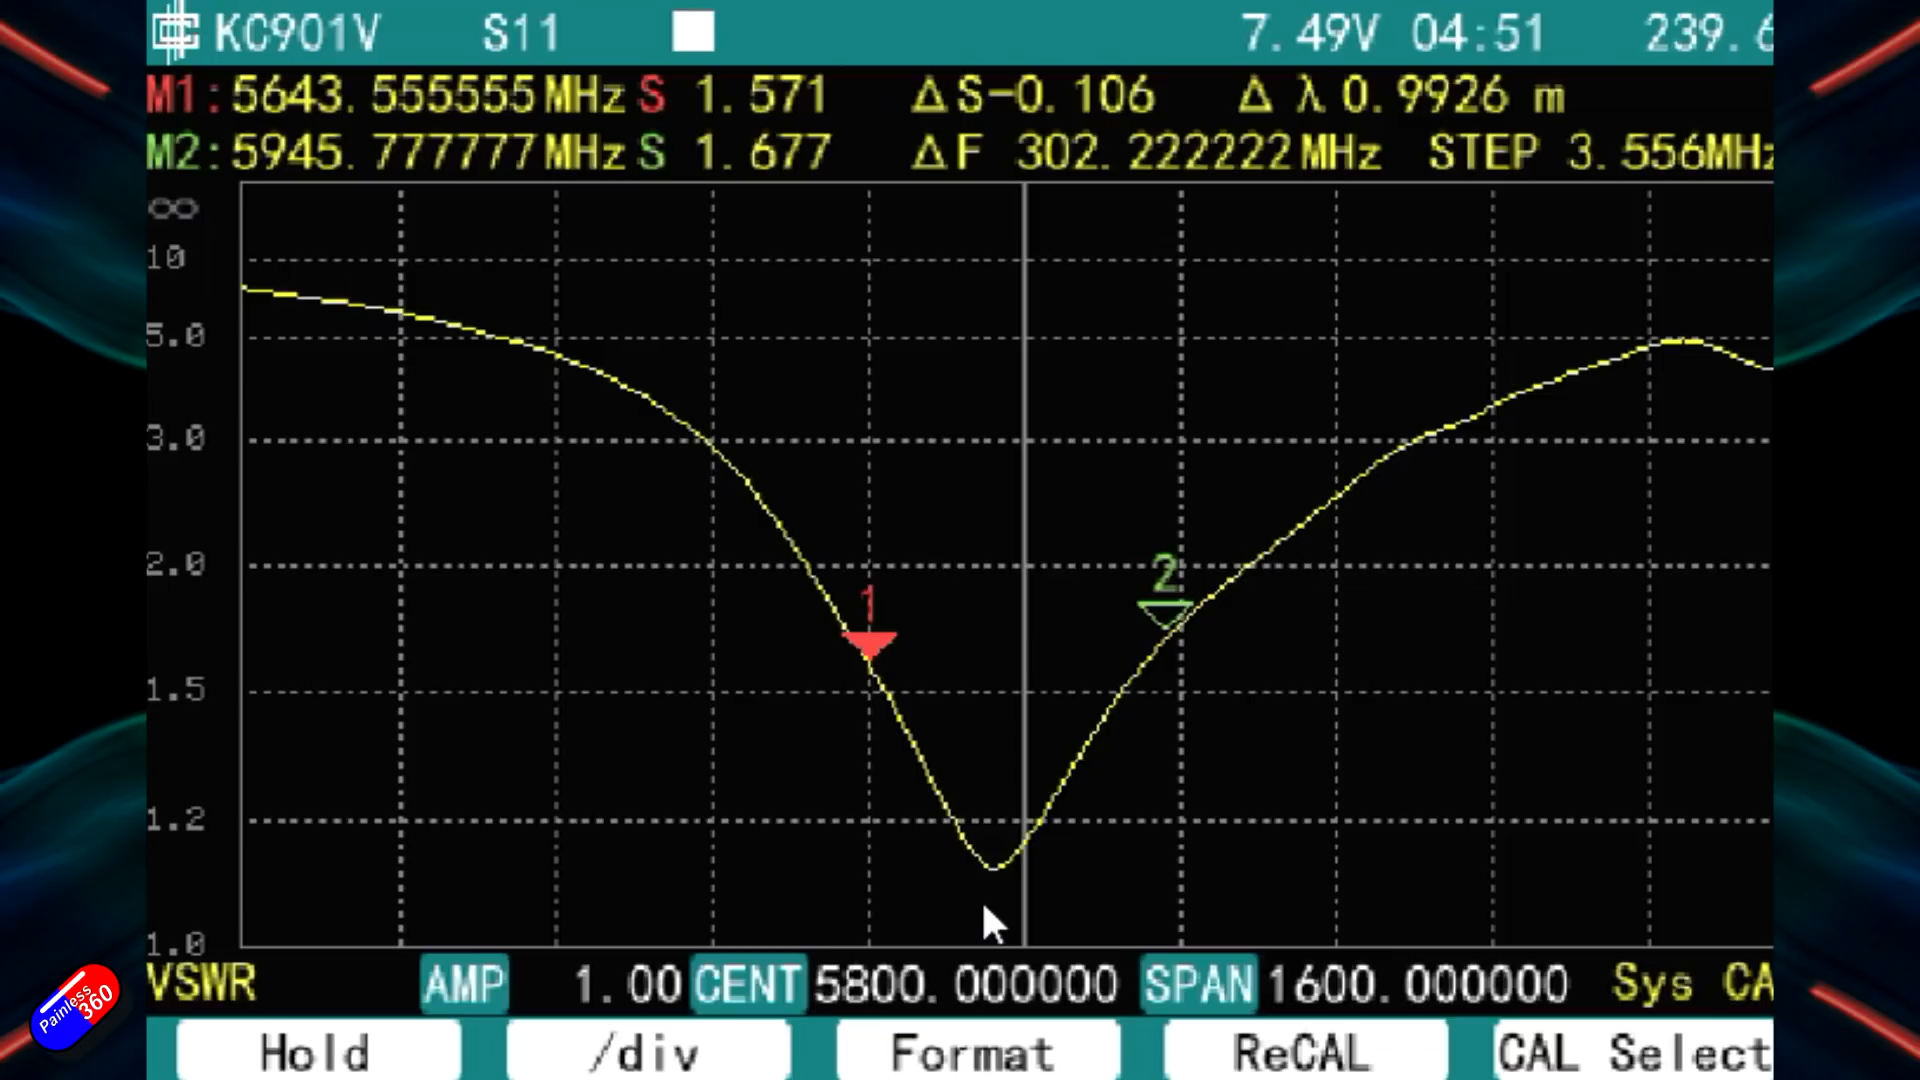 KC901V S11 7.49V 04:51 239.6
M1:5643.555555MHz S 1.571 ΔS-0.106 Δ λ 0.9926 m
M2:5945.777777MHz S 1.677 ΔF 302.222222MHz STEP 3.556MHz
∞
10
5.0
3.0
2.0
1.5
1.2
1.0
1
2
VSWR AMP 1.00 CENT 5800.000000 SPAN 1600.000000 Sys CA
Hold /div Format ReCAL CAL Select
Painless 360